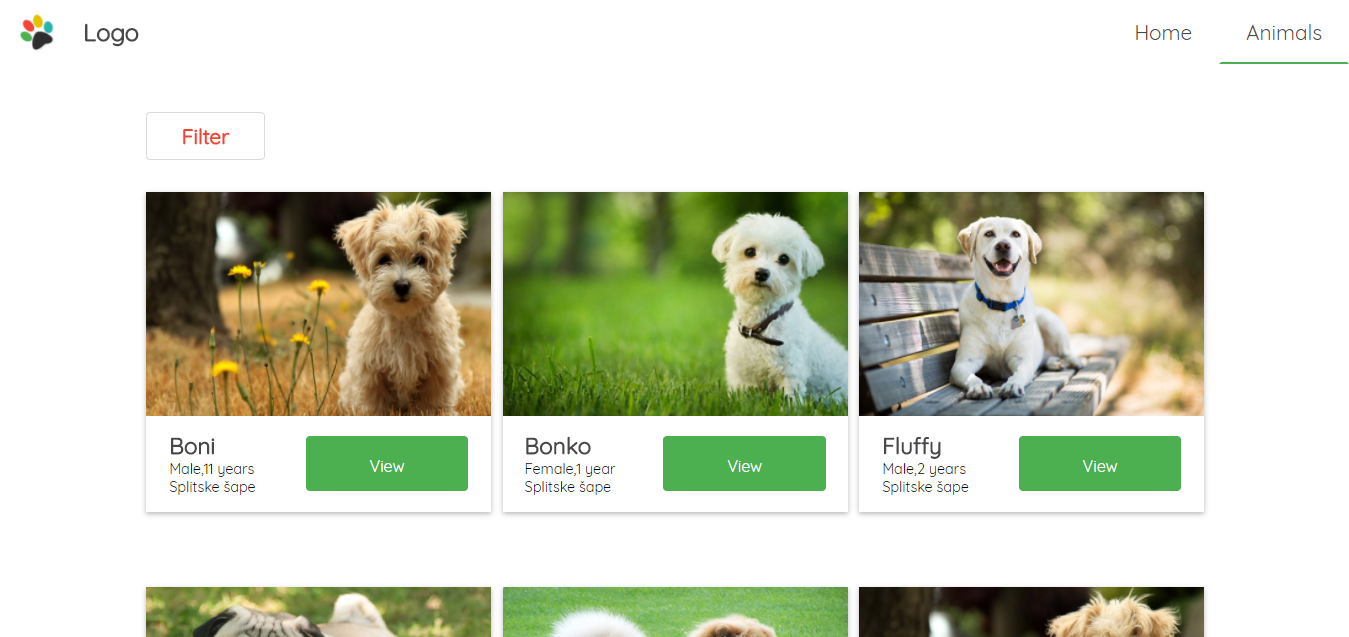 Logo
Home
Animals
Filter
Boni
Male,11 years
Splitske šape
View
Bonko
Female,1 year
Splitske šape
View
Fluffy
Male,2 years
Splitske šape
View